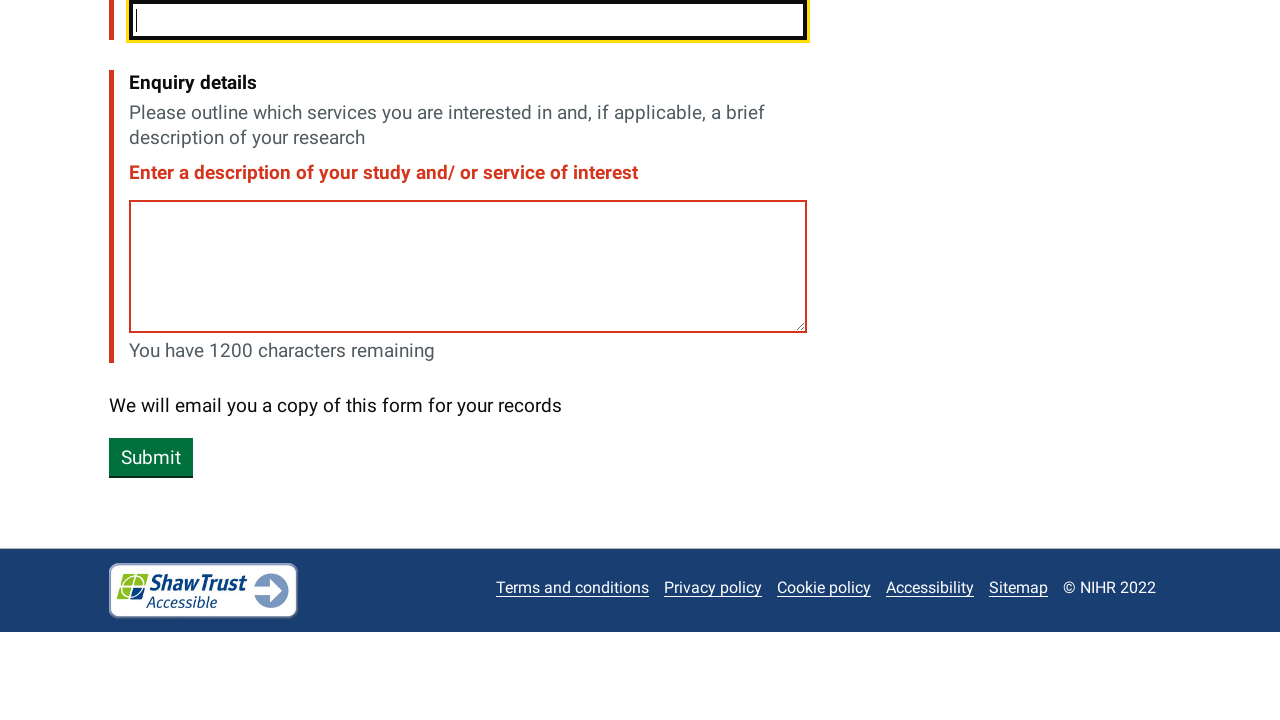 Enquiry details
Please outline which services you are interested in and, if applicable, a brief
description of your research
Enter a description of your study and/ or service of interest
You have 1200 characters remaining
We will email you a copy of this form for your records
Submit
ShawTrust
Accessible
Terms and conditions Privacy policy Cookie policy Accessibility Sitemap © NIHR 2022